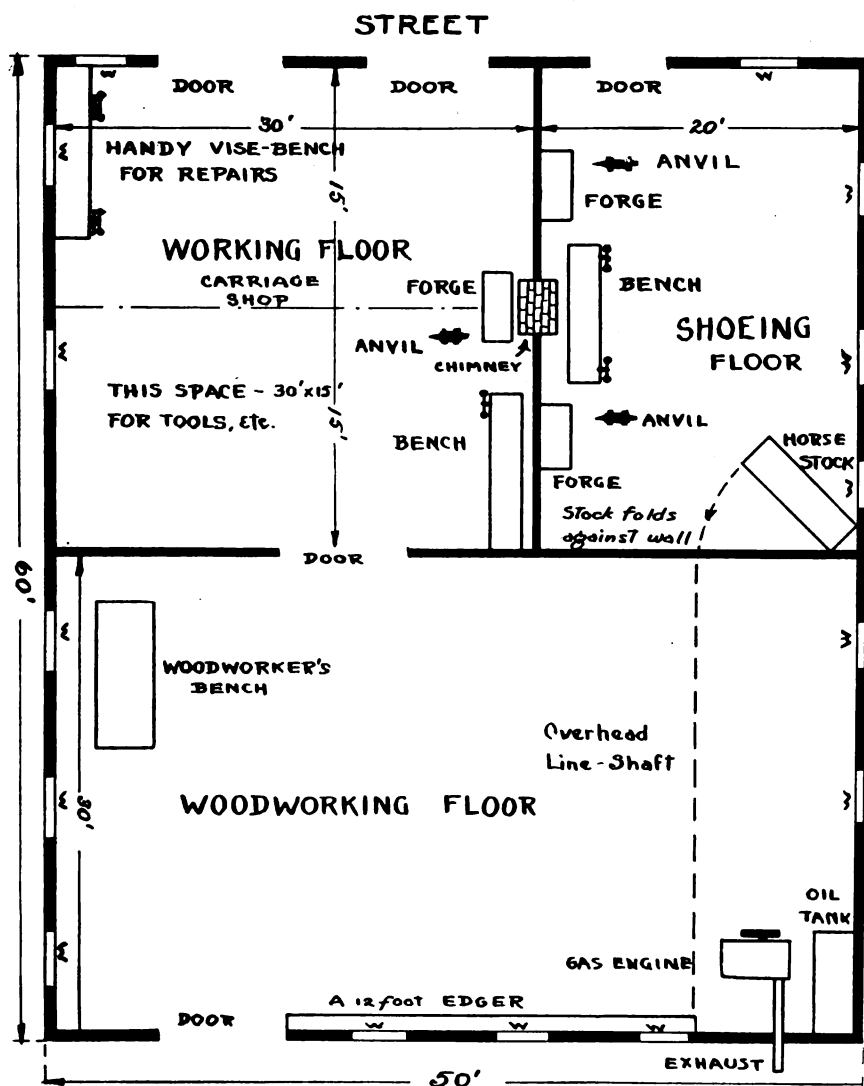 STREET
W
W
DOOR
DOOR
DOOR
30'
20'
W
HANDY VISE-BENCH
FOR REPAIRS
15'
ANVIL
FORGE
W
WORKING FLOOR
CARRIAGE
SHOP
FORGE
BENCH
SHOEING
FLOOR
W
ANVIL
CHIMNEY
W
THIS SPACE - 30'x15'
FOR TOOLS, Etc.
15'
BENCH
ANVIL
HORSE
STOCK
FORGE
W
Stock folds
against wall
DOOR
60'
W
W
WOODWORKER'S
BENCH
Overhead
Line-Shaft
W
30'
WOODWORKING FLOOR
W
OIL
TANK
W
GAS ENGINE
A 12 foot EDGER
DOOR
W
W
W
EXHAUST
50'